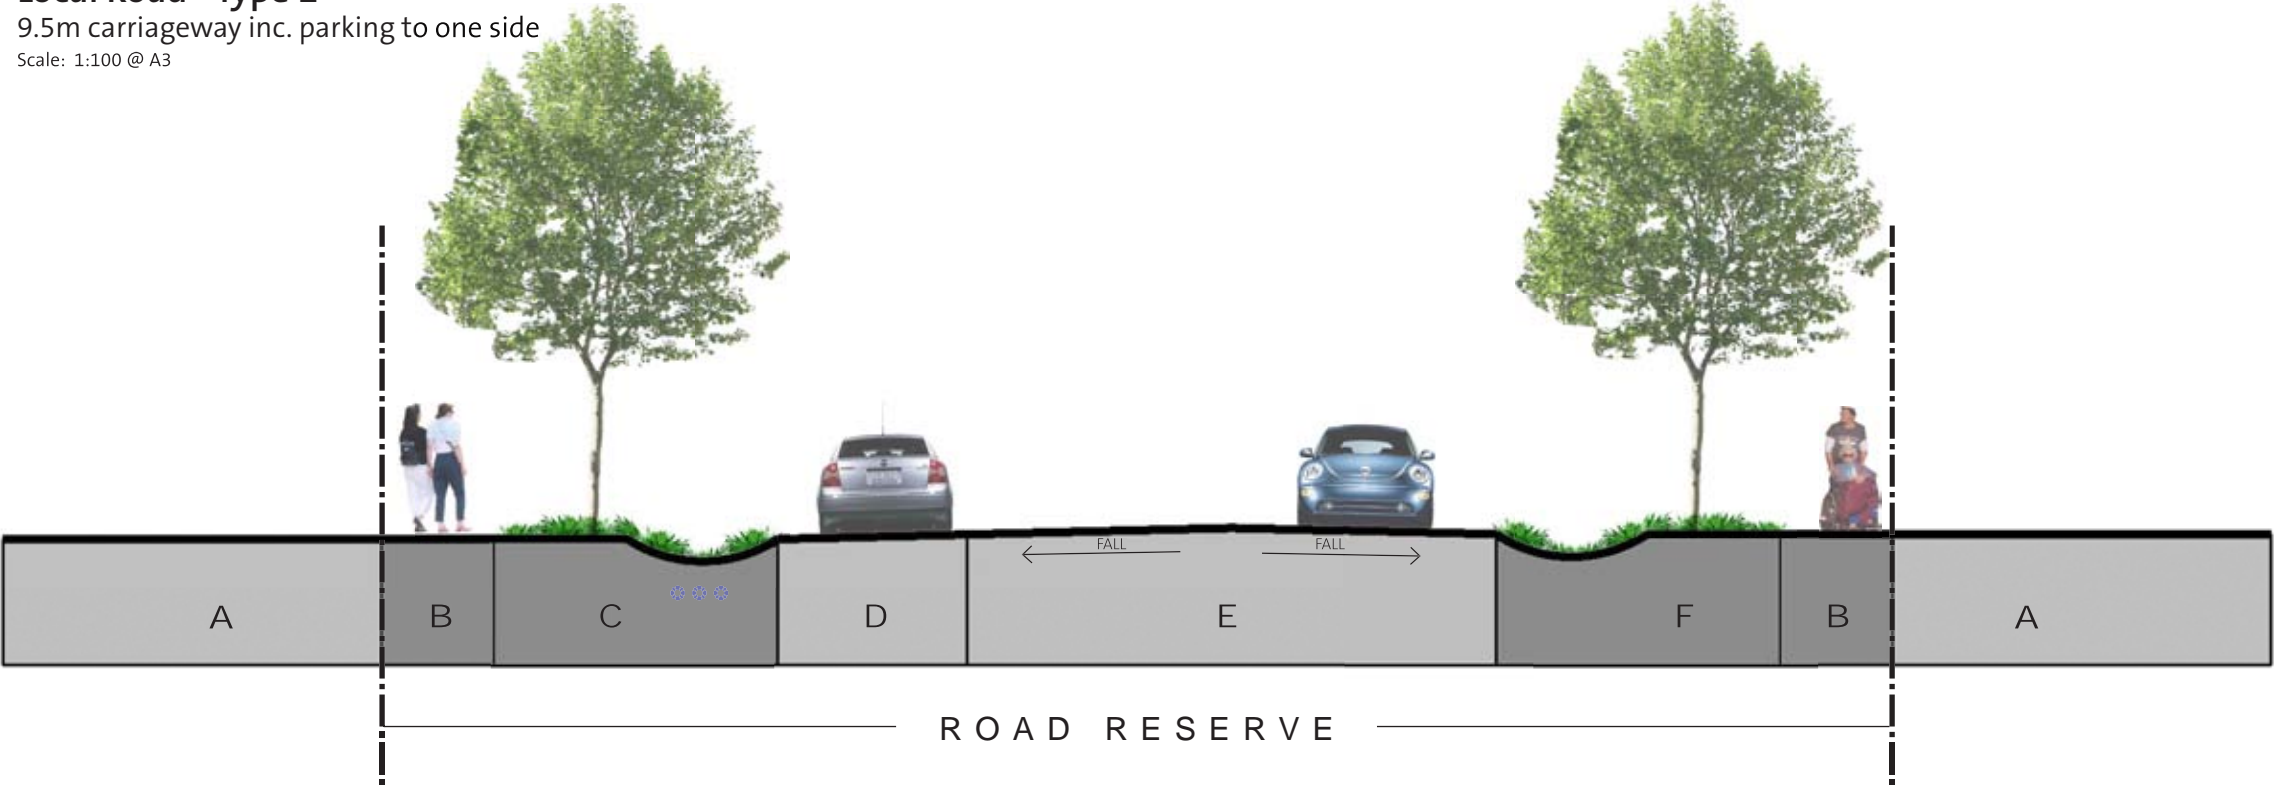 9.5m carriageway inc. parking to one side
Scale: 1:100 @ A3
FALL FALL
A B C D E F B A
ROAD RESERVE